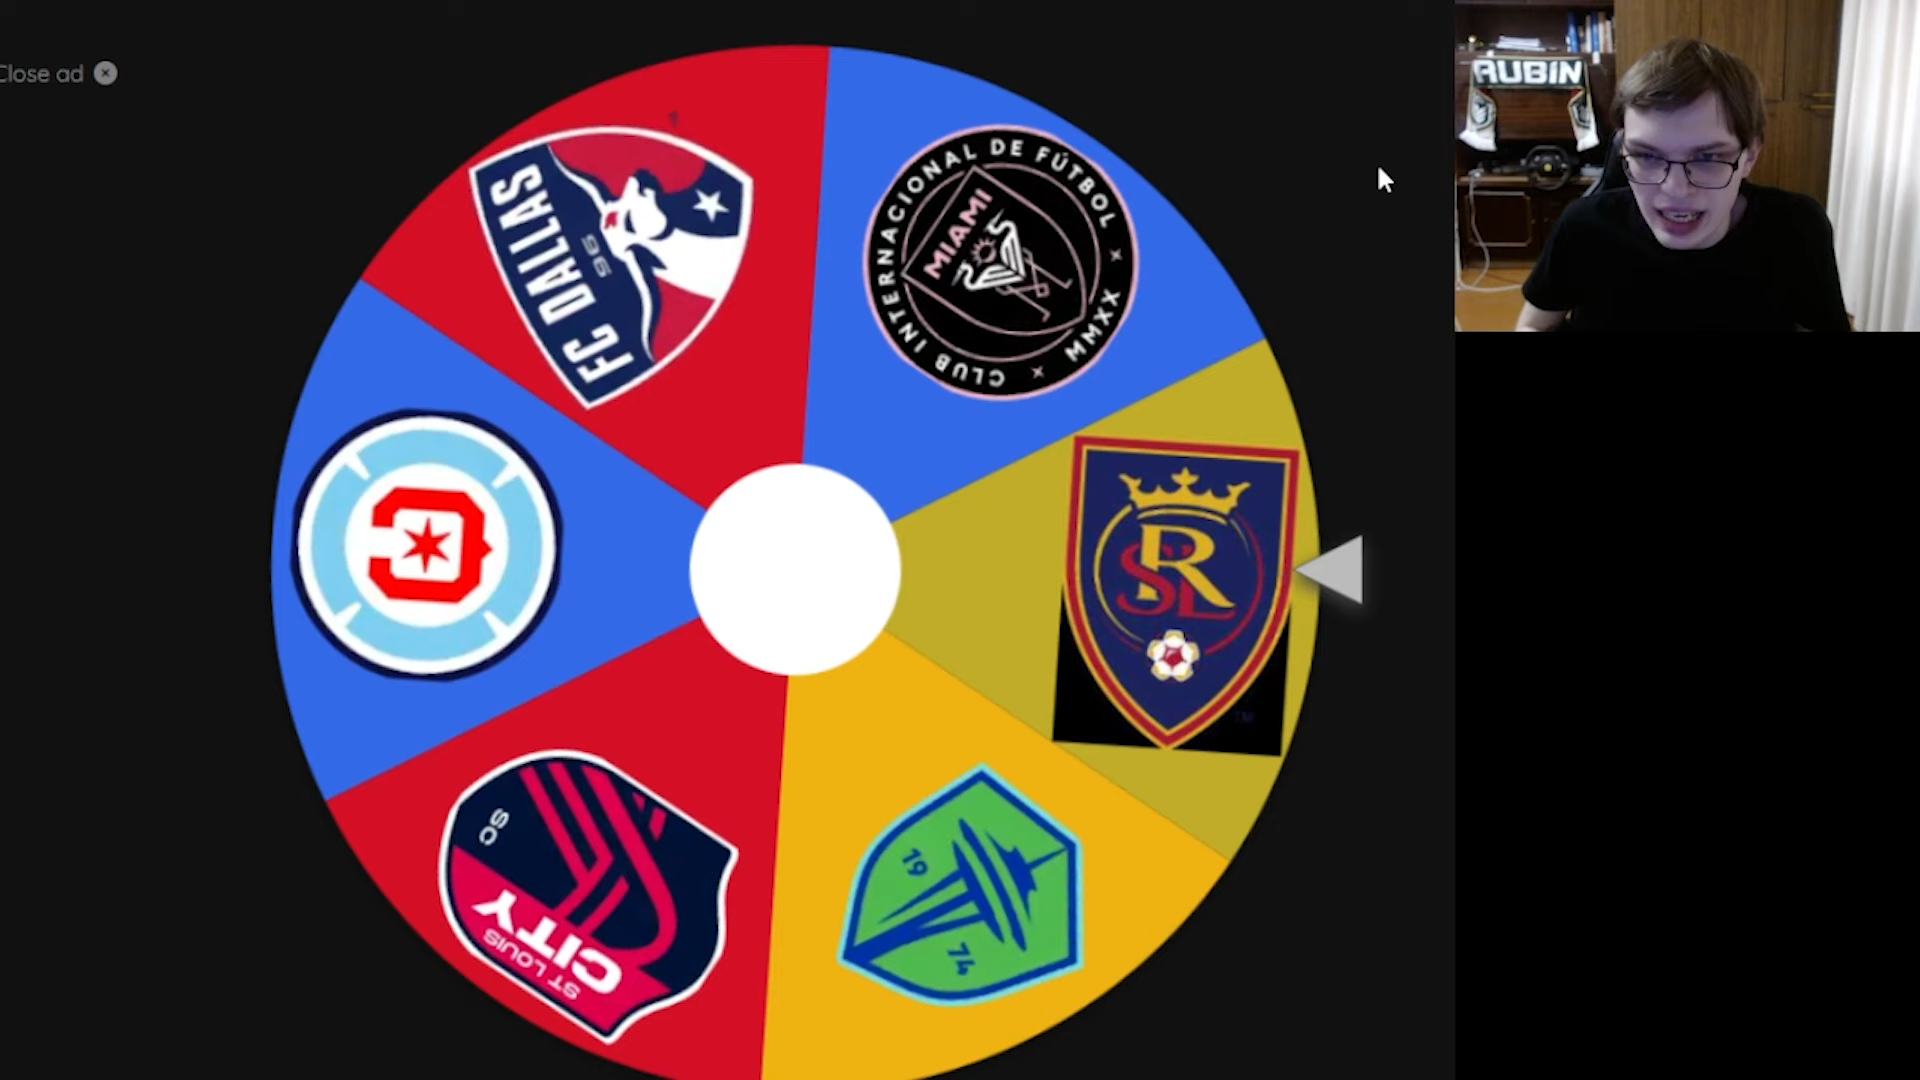 Close ad
RUBIN
CLUB INTERNACIONAL DE FÚTBOL × MMXX ×
MIAMI
FC DALLAS
96
RSL
TM
C
SC
ST LOUIS
CITY
19
74